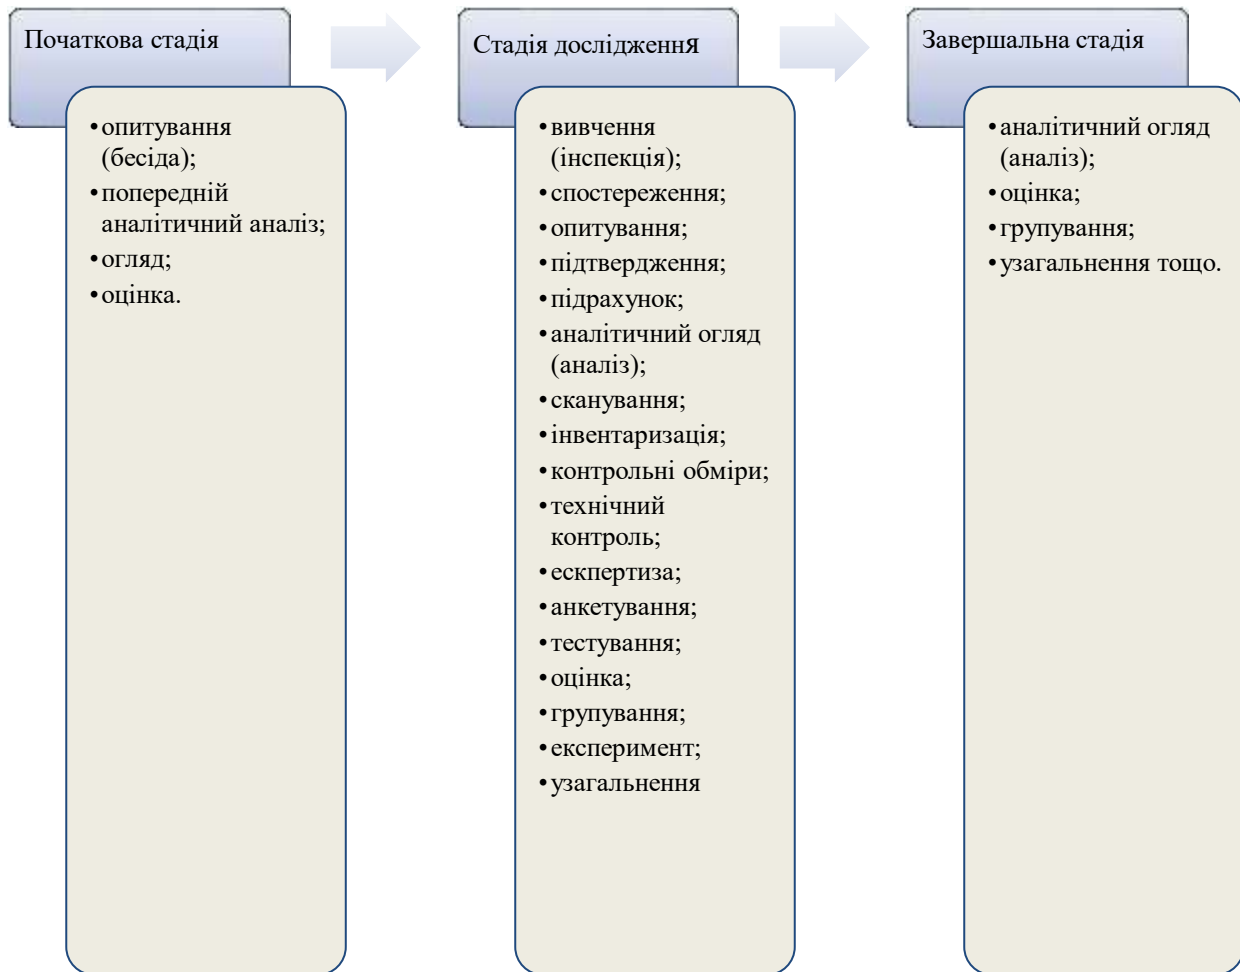 Початкова стадія
•опитування
(бесіда);
•попередній
аналітичний аналіз;
•огляд;
•оцінка.
Стадія дослідження
•вивчення
(інспекція);
•спостереження;
•опитування;
•підтвердження;
•підрахунок;
•аналітичний огляд
(аналіз);
•сканування;
•інвентаризація;
•контрольні обміри;
•технічний
контроль;
•ескпертиза;
•анкетування;
•тестування;
•оцінка;
•групування;
•експеримент;
•узагальнення
Завершальна стадія
•аналітичний огляд
(аналіз);
•оцінка;
•групування;
•узагальнення тощо.